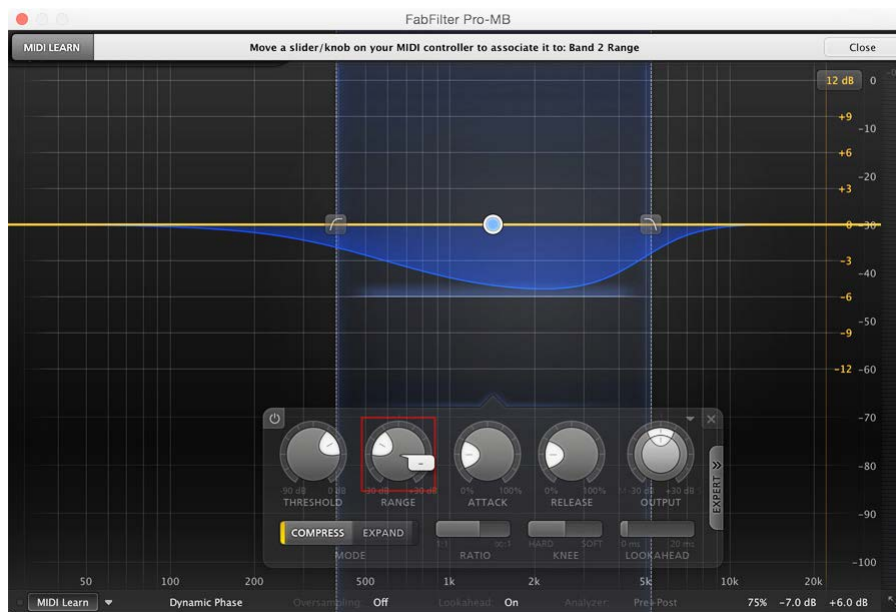 FabFilter Pro-MB
MIDI LEARN
Move a slider/knob on your MIDI controller to associate it to: Band 2 Range
Close
12 dB 0
+9 -10
+6
-20
+3
0 -30
-3
-40
-6
-50
-9
-12 -60
-70
-80
-90
-100
-90 dB 0 dB
-30 dB +30 dB
0% 100%
0% 100%
-30 dB +30 dB
THRESHOLD RANGE ATTACK RELEASE OUTPUT
EXPERT
COMPRESS EXPAND
1:1 ∞:1 HARD SOFT 0 ms (20 ms)
MODE RATIO KNEE LOOKAHEAD
50 100 200 500 1k 2k 5k 10k 20k
MIDI Learn Dynamic Phase Oversampling: Off Lookahead: On Analyzer: Pre+Post 75% -7.0 dB +6.0 dB